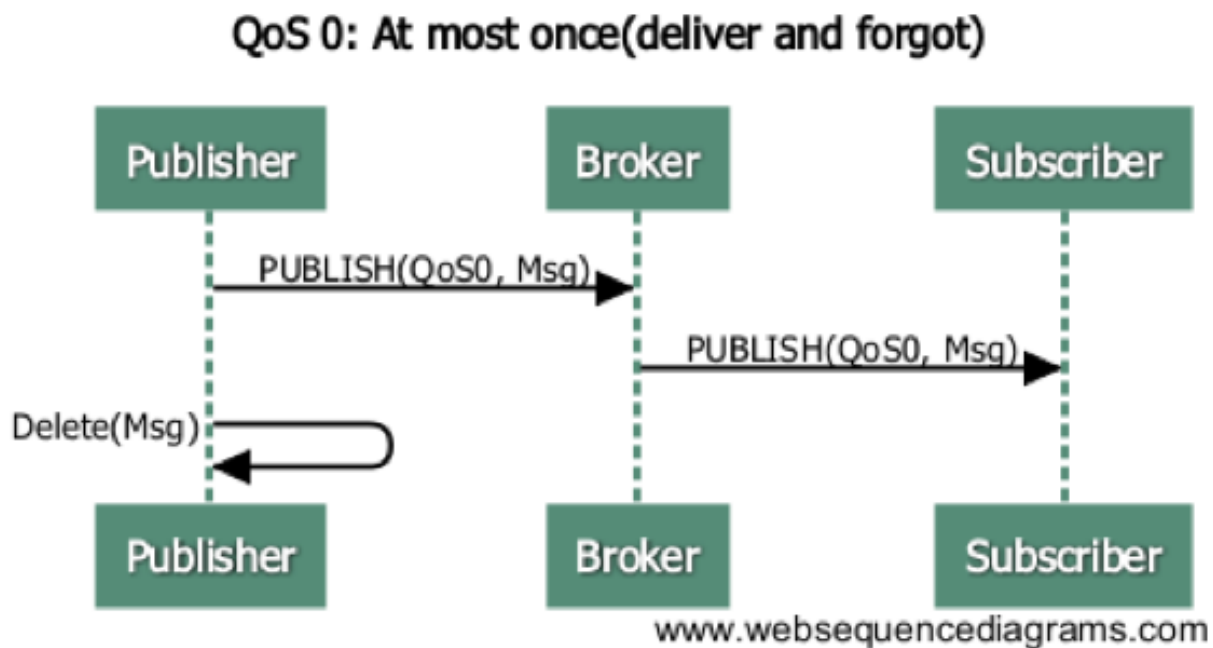 QoS 0: At most once(deliver and forgot)
Publisher
Broker
Subscriber
PUBLISH(QoS0, Msg)
PUBLISH(QoS0, Msg)
Delete(Msg)
Publisher
Broker
Subscriber
www.websequencediagrams.com